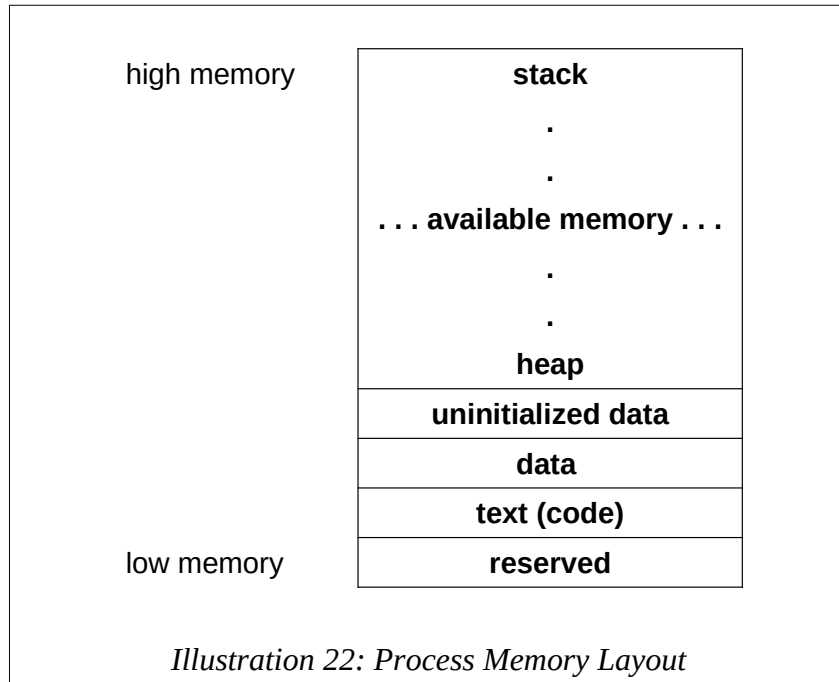 high memory stack
.
.
. . . available memory . . .
.
.
heap
uninitialized data
data
text (code)
low memory reserved
Illustration 22: Process Memory Layout